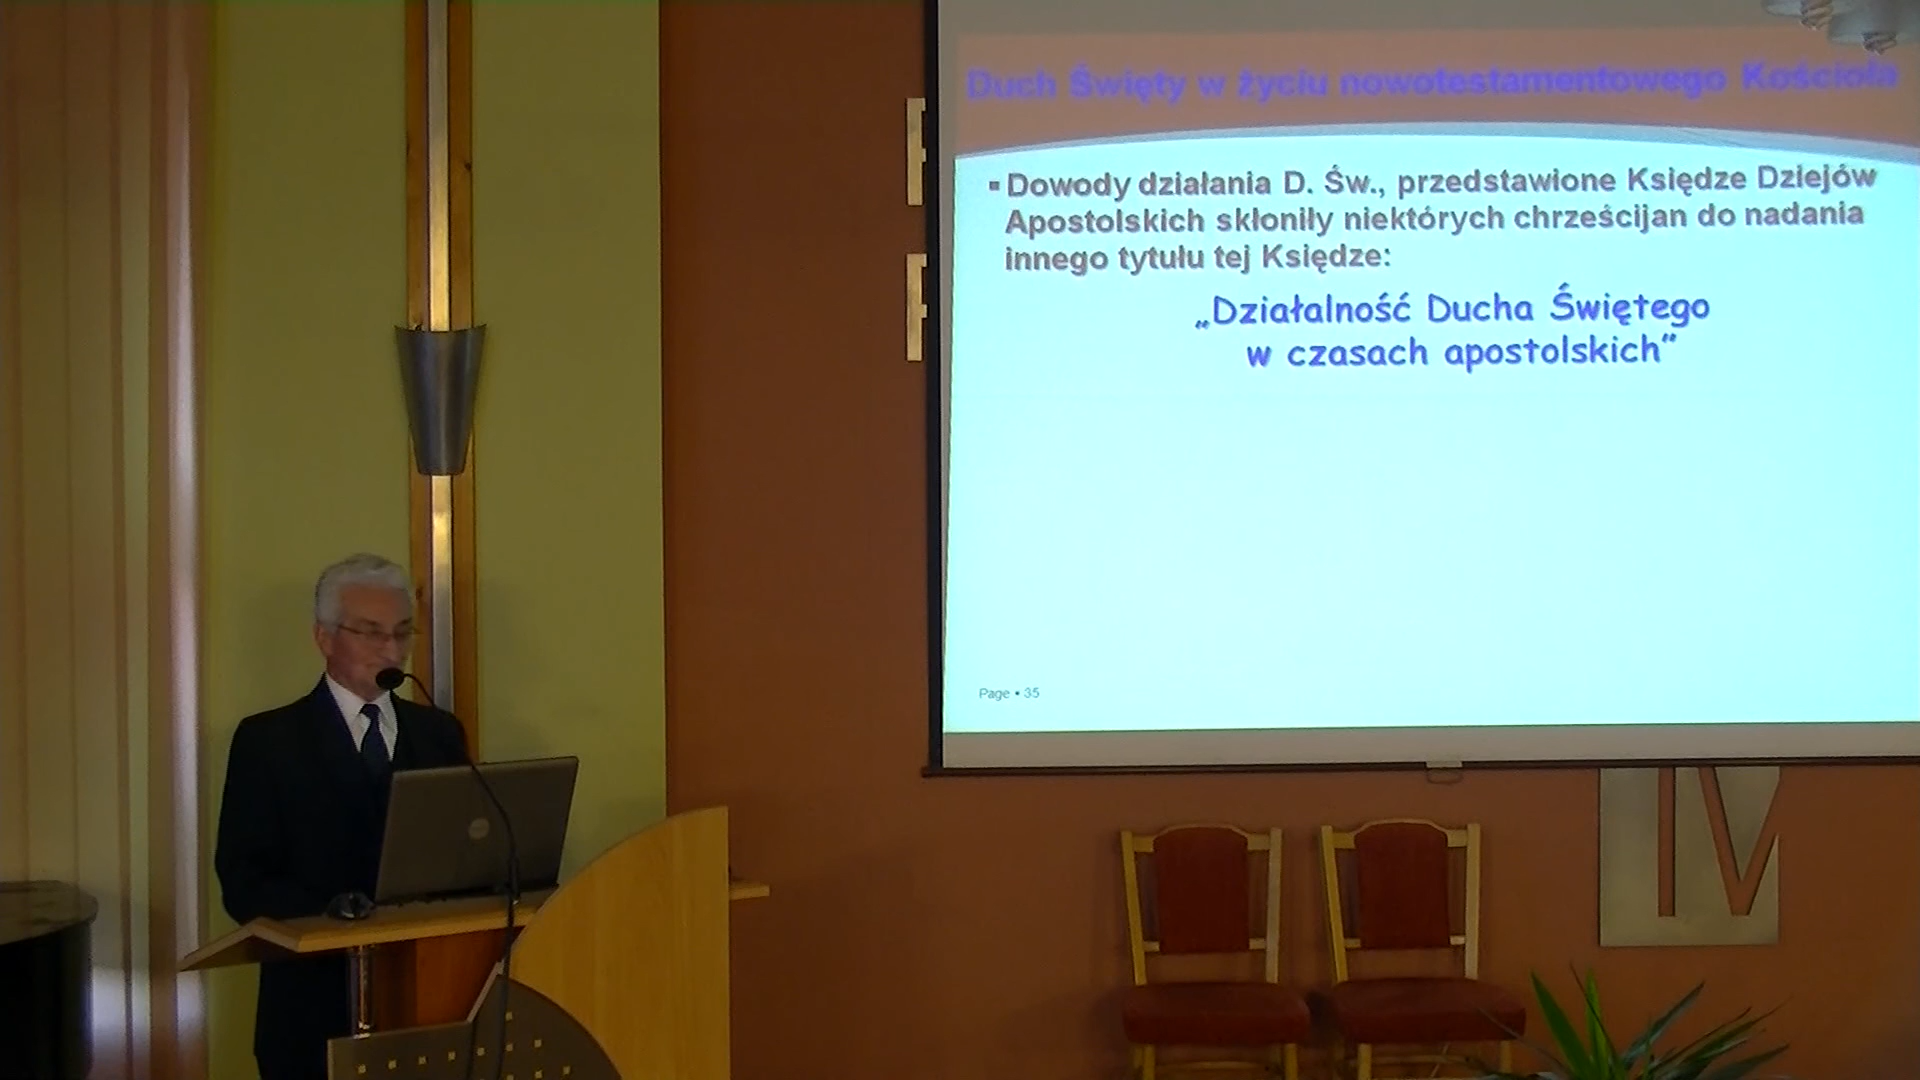 Duch Święty w życiu nowotestamentowego Kościoła
▪ Dowody działania D. Św., przedstawione Księdze Dziejów
Apostolskich skłoniły niektórych chrześcijan do nadania
innego tytułu tej Księdze:
„Działalność Ducha Świętego
w czasach apostolskich”
Page ▪ 35
IV